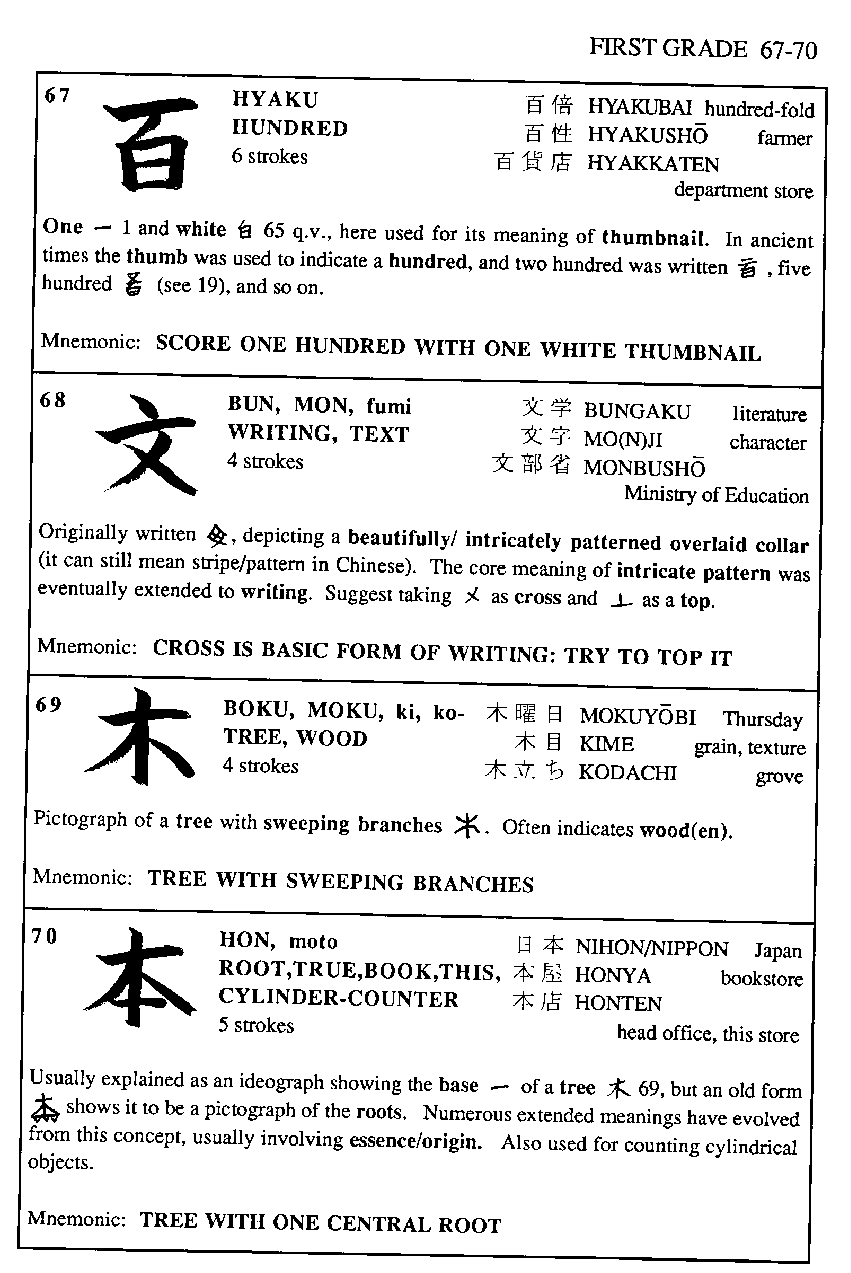 FIRST GRADE 67-70
67
百
HYAKU
HUNDRED
6 strokes
百倍 HYAKUBAI hundred-fold
百性 HYAKUSHŌ farmer
百貨店 HYAKKATEN
department store
One 一 1 and white 白 65 q.v., here used for its meaning of thumbnail. In ancient
times the thumb was used to indicate a hundred, and two hundred was written , five
hundred (see 19), and so on.
Mnemonic: SCORE ONE HUNDRED WITH ONE WHITE THUMBNAIL
68
文
BUN, MON, fumi
WRITING, TEXT
4 strokes
文学 BUNGAKU literature
文字 MO(N)JI character
文部省 MONBUSHŌ
Ministry of Education
Originally written , depicting a beautifully/ intricately patterned overlaid collar
(it can still mean stripe/pattern in Chinese). The core meaning of intricate pattern was
eventually extended to writing. Suggest taking 乂 as cross and 亠 as a top.
Mnemonic: CROSS IS BASIC FORM OF WRITING: TRY TO TOP IT
69
木
BOKU, MOKU, ki, ko-
TREE, WOOD
4 strokes
木曜日 MOKUYŌBI Thursday
木目 KIME grain, texture
木立ち KODACHI grove
Pictograph of a tree with sweeping branches . Often indicates wood(en).
Mnemonic: TREE WITH SWEEPING BRANCHES
70
本
HON, moto
ROOT,TRUE,BOOK,THIS,
CYLINDER-COUNTER
5 strokes
日本 NIHON/NIPPON Japan
本屋 HONYA bookstore
本店 HONTEN
head office, this store
Usually explained as an ideograph showing the base 一 of a tree 木 69, but an old form
shows it to be a pictograph of the roots. Numerous extended meanings have evolved
from this concept, usually involving essence/origin. Also used for counting cylindrical
objects.
Mnemonic: TREE WITH ONE CENTRAL ROOT